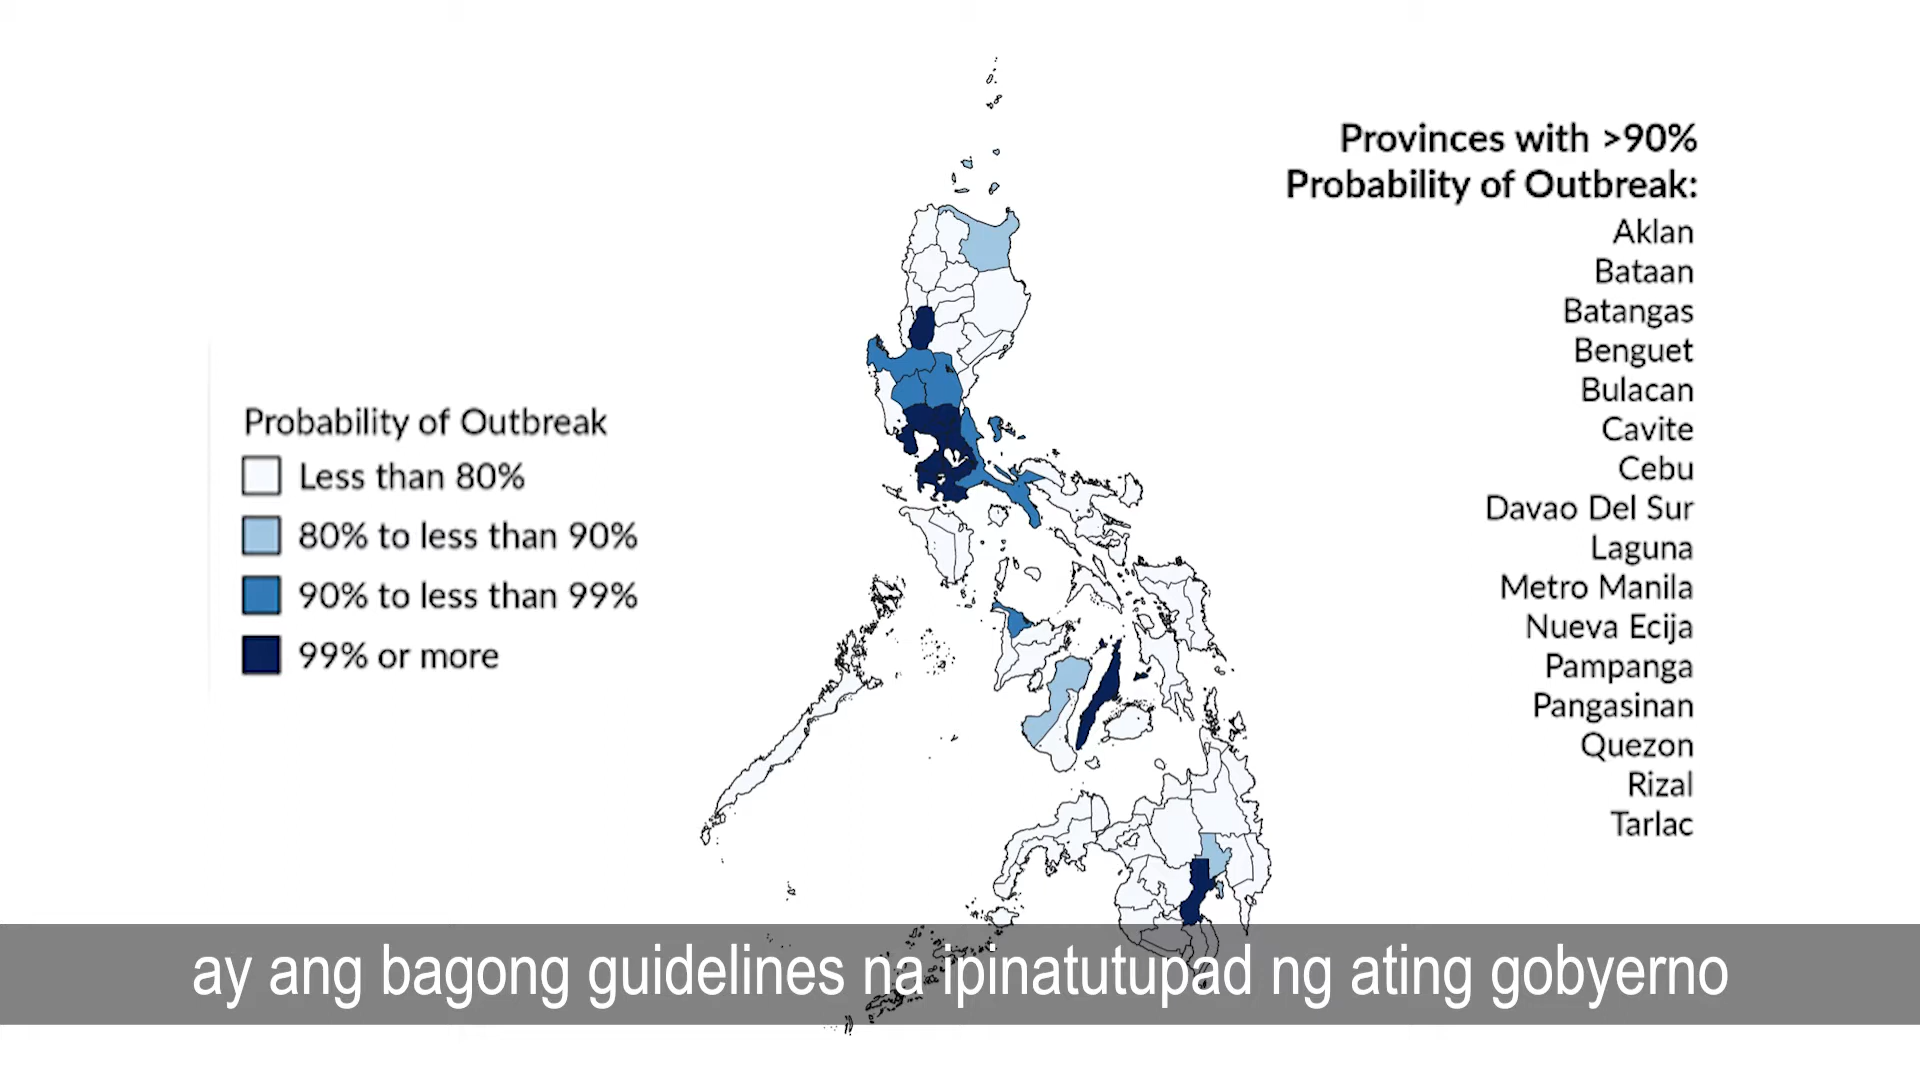 Provinces with >90%
Probability of Outbreak:
Aklan
Bataan
Batangas
Benguet
Bulacan
Cavite
Cebu
Davao Del Sur
Laguna
Metro Manila
Nueva Ecija
Pampanga
Pangasinan
Quezon
Rizal
Tarlac
Probability of Outbreak
Less than 80%
80% to less than 90%
90% to less than 99%
99% or more
ay ang bagong guidelines na ipinatutupad ng ating gobyerno